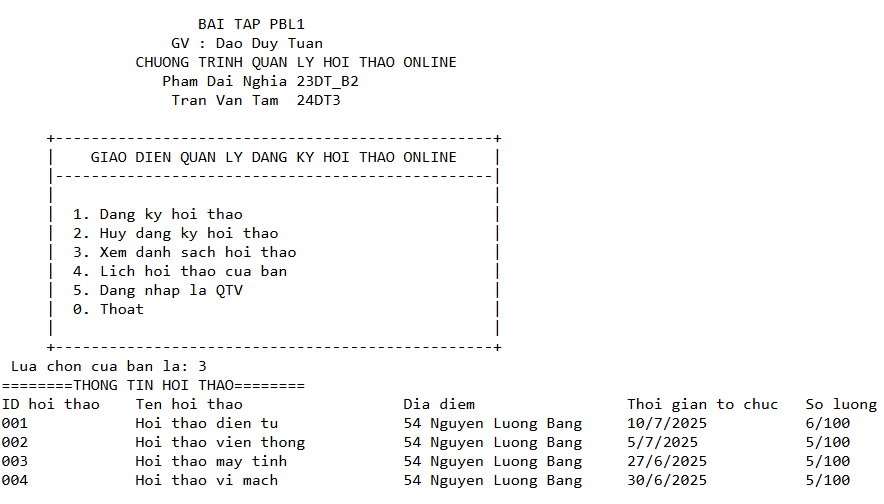 BAI TAP PBL1
GV : Dao Duy Tuan
CHUONG TRINH QUAN LY HOI THAO ONLINE
Pham Dai Nghia 23DT_B2
Tran Van Tam  24DT3
GIAO DIEN QUAN LY DANG KY HOI THAO ONLINE
1. Dang ky hoi thao
2. Huy dang ky hoi thao
3. Xem danh sach hoi thao
4. Lich hoi thao cua ban
5. Dang nhap la QTV
0. Thoat
Lua chon cua ban la: 3
========THONG TIN HOI THAO========
ID hoi thao    Ten hoi thao                  Dia diem                 Thoi gian to chuc   So luong
001            Hoi thao dien tu              54 Nguyen Luong Bang     10/7/2025           6/100
002            Hoi thao vien thong           54 Nguyen Luong Bang     5/7/2025            5/100
003            Hoi thao may tinh             54 Nguyen Luong Bang     27/6/2025           5/100
004            Hoi thao vi mach              54 Nguyen Luong Bang     30/6/2025           5/100